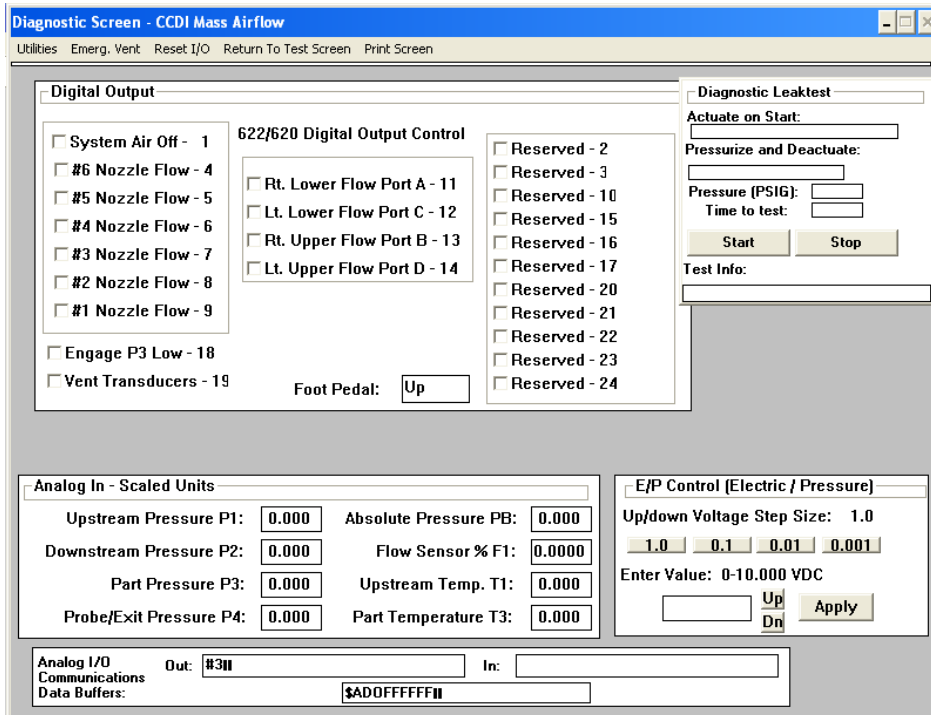 Diagnostic Screen - CCDI Mass Airflow
Utilities Emerg. Vent Reset I/O Return To Test Screen Print Screen
Digital Output
System Air Off - 1
#6 Nozzle Flow - 4
#5 Nozzle Flow - 5
#4 Nozzle Flow - 6
#3 Nozzle Flow - 7
#2 Nozzle Flow - 8
#1 Nozzle Flow - 9
Engage P3 Low - 18
Vent Transducers - 19
622/620 Digital Output Control
Rt. Lower Flow Port A - 11
Lt. Lower Flow Port C - 12
Rt. Upper Flow Port B - 13
Lt. Upper Flow Port D - 14
Foot Pedal: Up
Reserved - 2
Reserved - 3
Reserved - 10
Reserved - 15
Reserved - 16
Reserved - 17
Reserved - 20
Reserved - 21
Reserved - 22
Reserved - 23
Reserved - 24
Diagnostic Leaktest
Actuate on Start:
Pressurize and Deactuate:
Pressure (PSIG):
Time to test:
Start Stop
Test Info:
Analog In - Scaled Units
Upstream Pressure P1: 0.000 Absolute Pressure PB: 0.000
Downstream Pressure P2: 0.000 Flow Sensor % F1: 0.0000
Part Pressure P3: 0.000 Upstream Temp. T1: 0.000
Probe/Exit Pressure P4: 0.000 Part Temperature T3: 0.000
E/P Control (Electric / Pressure)
Up/down Voltage Step Size: 1.0
1.0 0.1 0.01 0.001
Enter Value: 0-10.000 VDC
Up
Dn
Apply
Analog I/O
Communications
Data Buffers:
Out: #3
In:
$ADOFFFFFF